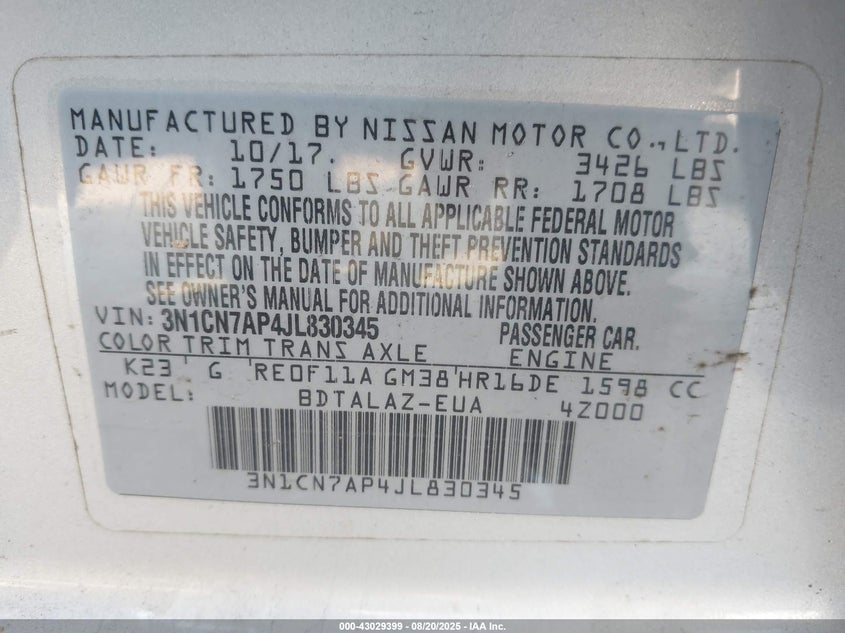 MANUFACTURED BY NISSAN MOTOR CO., LTD.
DATE: 10/17. GVWR: 3426 LBS
GAWR FR: 1750 LBS GAWR RR: 1708 LBS
THIS VEHICLE CONFORMS TO ALL APPLICABLE FEDERAL MOTOR
VEHICLE SAFETY, BUMPER AND THEFT PREVENTION STANDARDS
IN EFFECT ON THE DATE OF MANUFACTURE SHOWN ABOVE.
SEE OWNER'S MANUAL FOR ADDITIONAL INFORMATION.
VIN: 3N1CN7AP4JL830345 PASSENGER CAR.
COLOR TRIM TRANS AXLE ENGINE
K23 G RE0F11A GM38 HR16DE 1598 CC
MODEL: BDTALAZ-EUA 4Z000
3N1CN7AP4JL830345
000-43029399 - 08/20/2025 - IAA Inc.